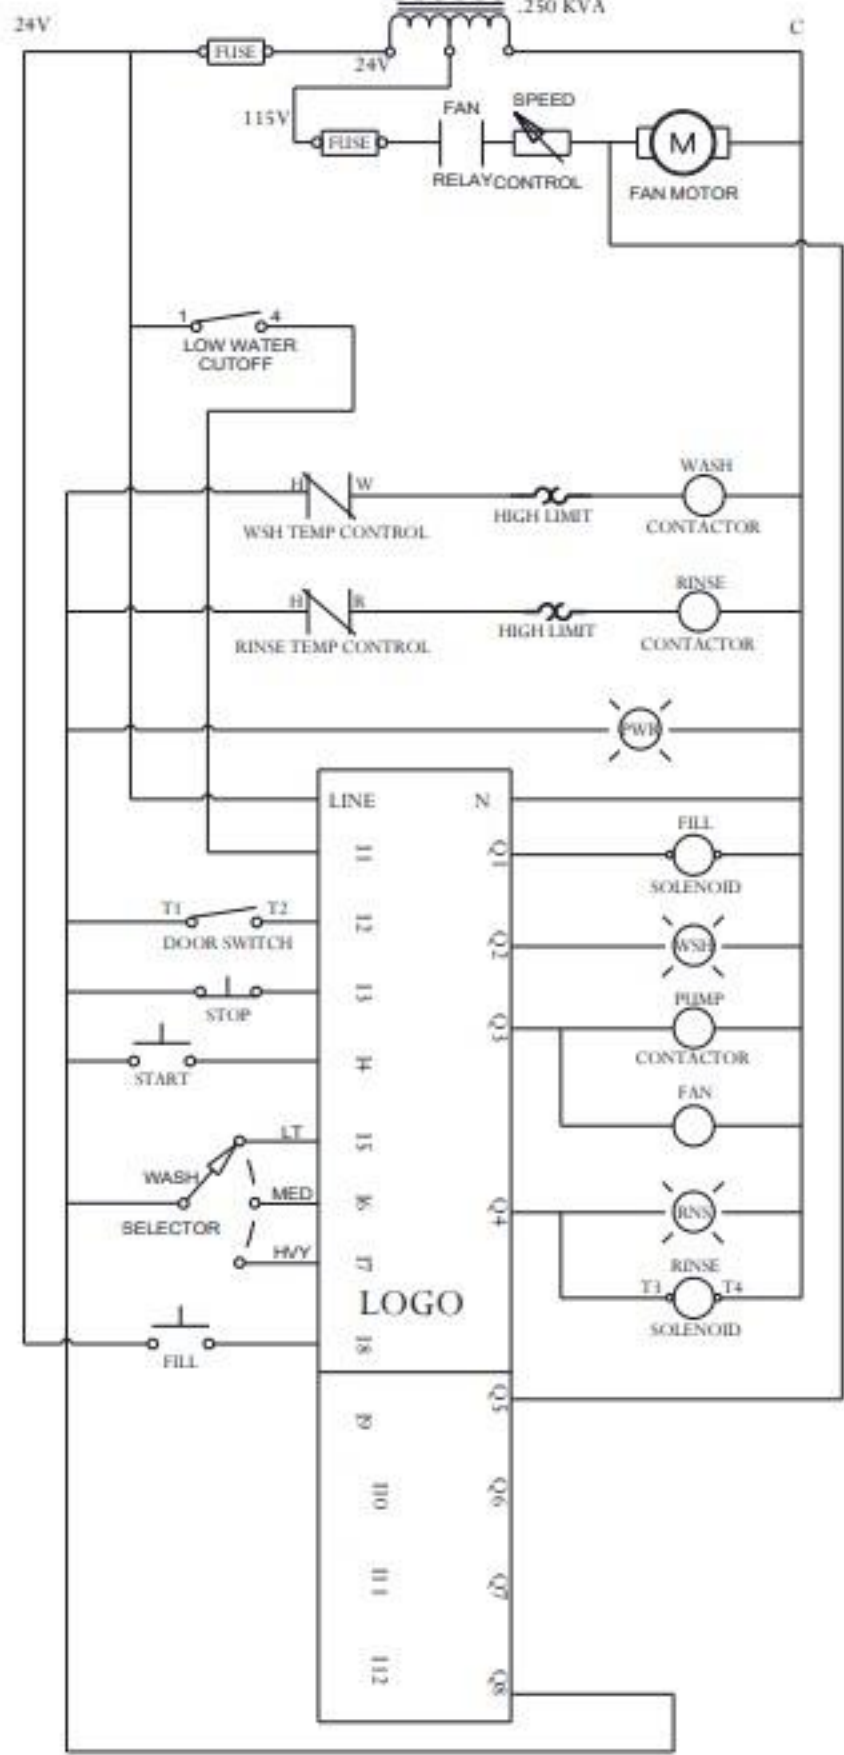 .250 KVA
24V
C
FUSE
24V
115V
FUSE
FAN
RELAY
SPEED
CONTROL
M
FAN MOTOR
1 4
LOW WATER
CUTOFF
H W
WSH TEMP CONTROL
HIGH LIMIT
WASH
CONTACTOR
H R
RINSE TEMP CONTROL
HIGH LIMIT
RINSE
CONTACTOR
PWR
LINE N
I1
Q1
FILL
SOLENOID
T1 T2
DOOR SWITCH
I2
Q2
WSH
STOP
I3
Q3
PUMP
CONTACTOR
START
I4
FAN
LT
I5
WASH
SELECTOR
MED
I6
Q4
RNS
HVY
I7
RINSE
T3 T4
SOLENOID
LOGO
FILL
I8
Q5
I9
I10
Q6
I11
Q7
I12
Q8